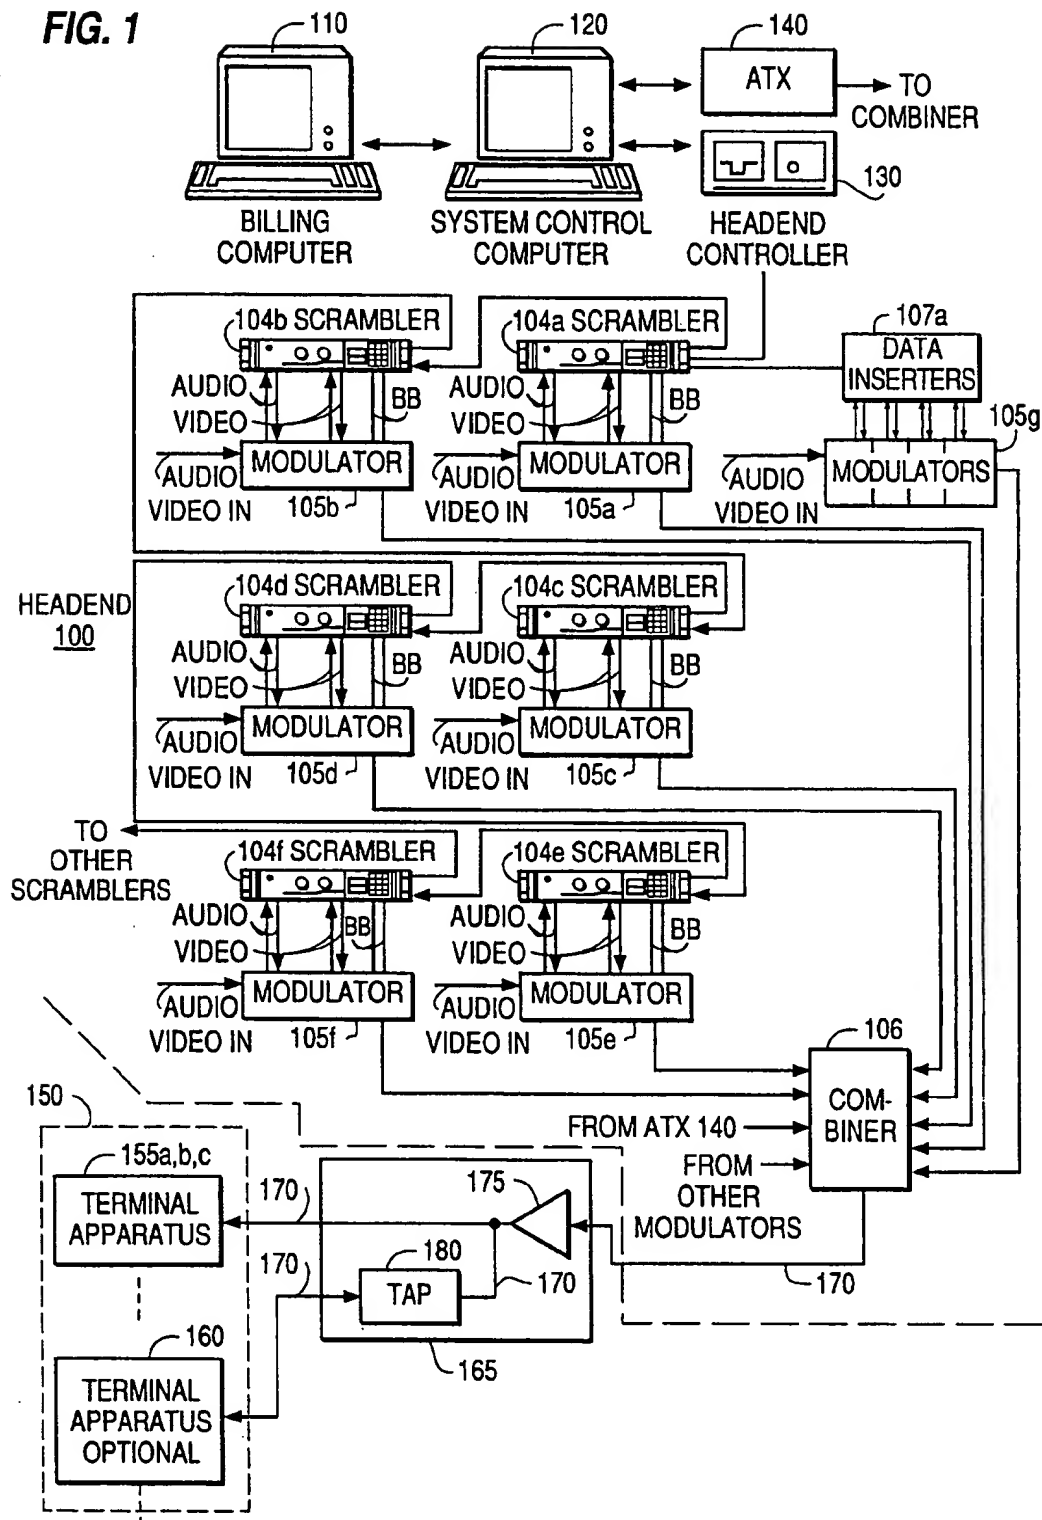 FIG. 1
110
120
140
ATX
TO
COMBINER
130
BILLING
COMPUTER
SYSTEM CONTROL
COMPUTER
HEADEND
CONTROLLER
104b SCRAMBLER
104a SCRAMBLER
107a
DATA
INSERTERS
AUDIO
VIDEO
BB
AUDIO
VIDEO
BB
105g
MODULATOR
MODULATOR
MODULATORS
AUDIO
VIDEO IN
105b
AUDIO
VIDEO IN
105a
AUDIO
VIDEO IN
HEADEND
100
104d SCRAMBLER
104c SCRAMBLER
AUDIO
VIDEO
BB
AUDIO
VIDEO
BB
MODULATOR
MODULATOR
AUDIO
VIDEO IN
105d
AUDIO
VIDEO IN
105c
TO
OTHER
SCRAMBLERS
104f SCRAMBLER
104e SCRAMBLER
AUDIO
VIDEO
BB
AUDIO
VIDEO
BB
MODULATOR
MODULATOR
AUDIO
VIDEO IN
105f
AUDIO
VIDEO IN
105e
106
COM-
BINER
FROM ATX 140
FROM
OTHER
MODULATORS
150
155a,b,c
TERMINAL
APPARATUS
170
175
170
180
TAP
170
170
165
160
TERMINAL
APPARATUS
OPTIONAL